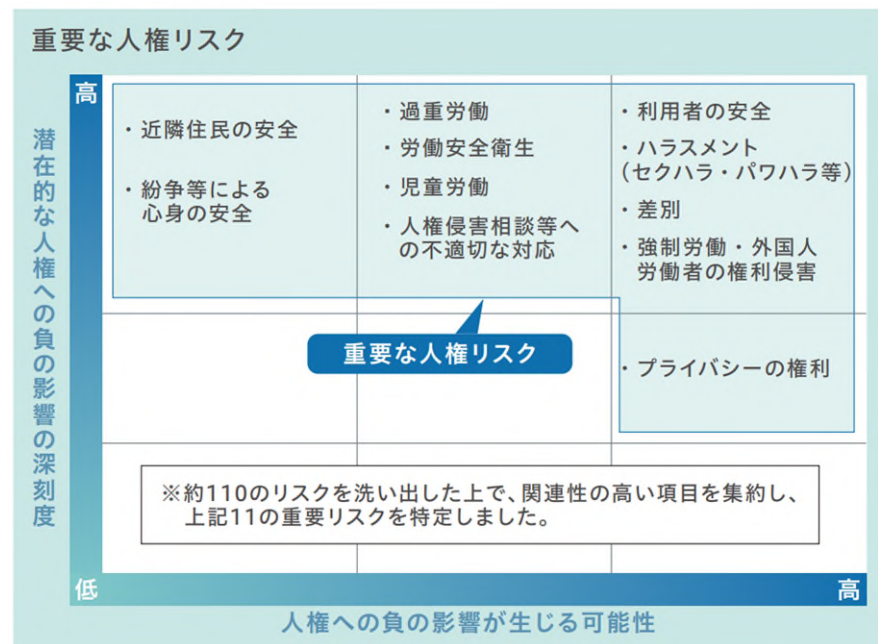 重要な人権リスク
高
潜在的な人権への負の影響の深刻度
・近隣住民の安全
・紛争等による
心身の安全
・過重労働
・労働安全衛生
・児童労働
・人権侵害相談等へ
の不適切な対応
・利用者の安全
・ハラスメント
(セクハラ・パワハラ等)
・差別
・強制労働・外国人
労働者の権利侵害
重要な人権リスク
・プライバシーの権利
※約110のリスクを洗い出した上で、関連性の高い項目を集約し、
上記11の重要リスクを特定しました。
低
高
人権への負の影響が生じる可能性